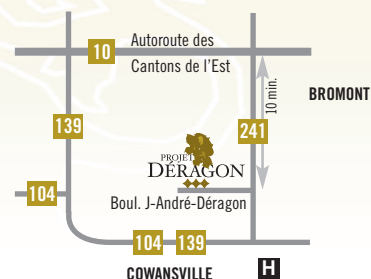 10
Autoroute des
Cantons de l'Est
10 min.
BROMONT
139
241
PROJET
DÉRAGON
104
Boul. J-André-Déragon
104 139
COWANSVILLE
H